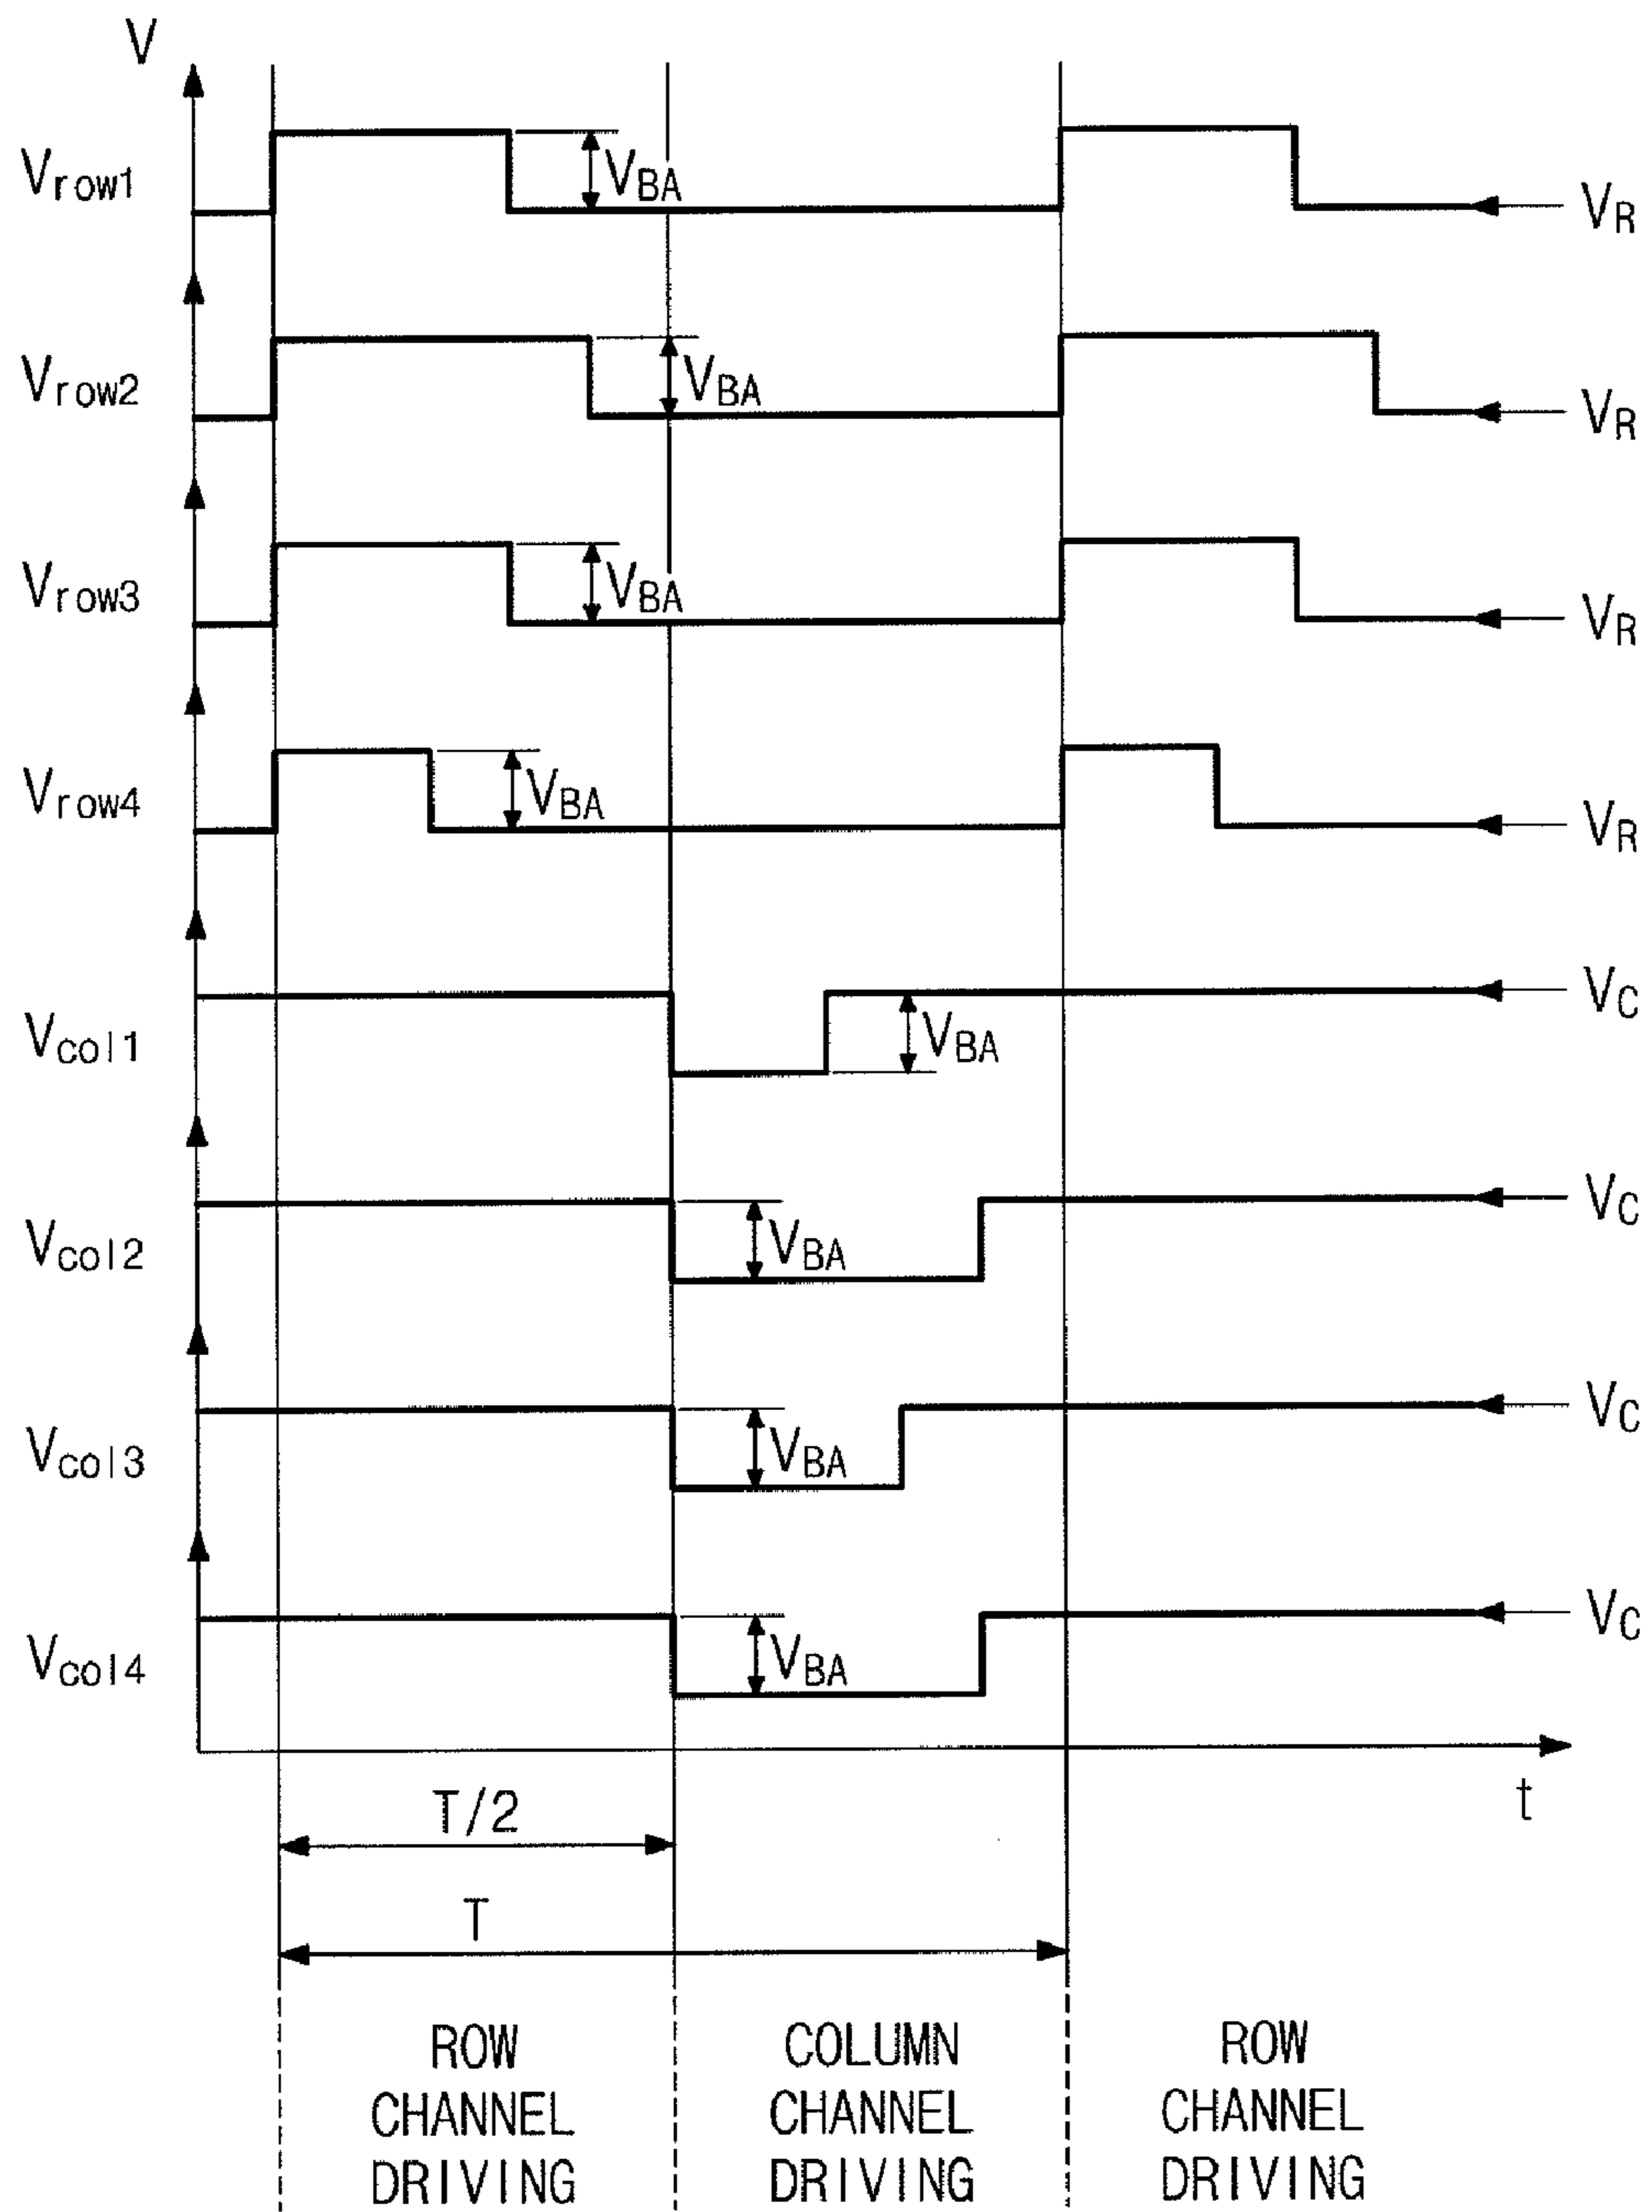 V
Vrow1 VBA VR
Vrow2 VBA VR
Vrow3 VBA VR
Vrow4 VBA VR
Vcol1 VBA VC
Vcol2 VBA VC
Vcol3 VBA VC
Vcol4 VBA VC
t
T/2
T
ROW CHANNEL DRIVING
COLUMN CHANNEL DRIVING
ROW CHANNEL DRIVING